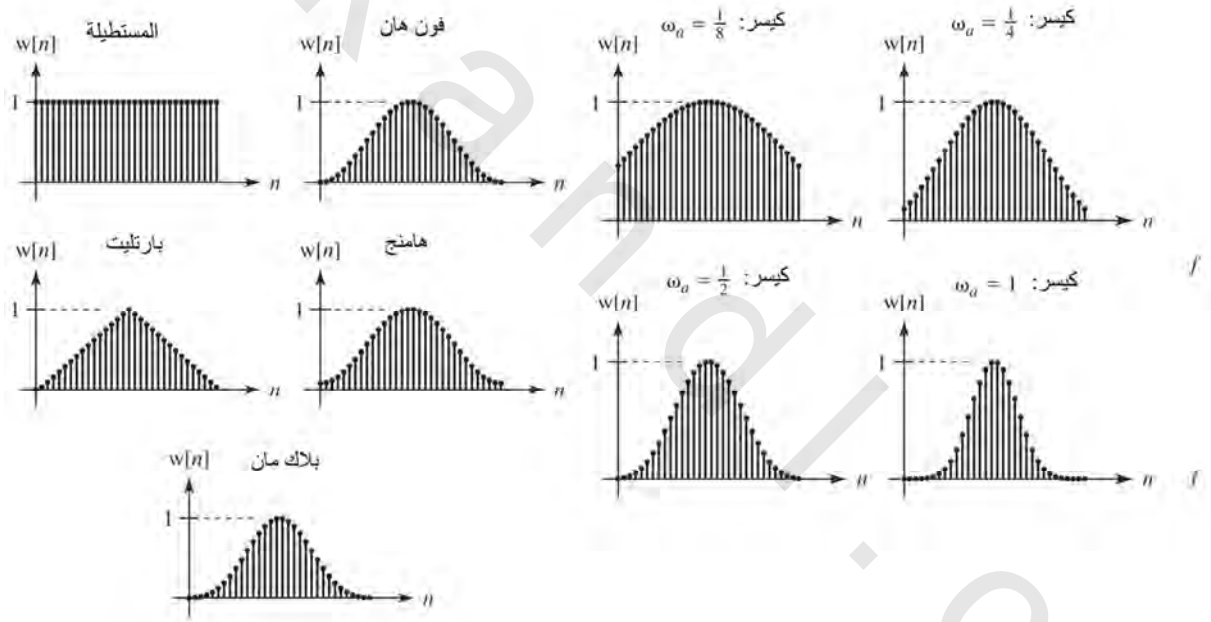 المستطيلة
w[n]
1
n
فون هان
w[n]
1
n
كيسر: ωₐ = 1/8
w[n]
1
n
كيسر: ωₐ = 1/4
w[n]
1
n
بارتليت
w[n]
1
n
هامنج
w[n]
1
n
كيسر: ωₐ = 1/2
w[n]
1
n
كيسر: ωₐ = 1
w[n]
1
n
f
f
بلاك مان
w[n]
1
n